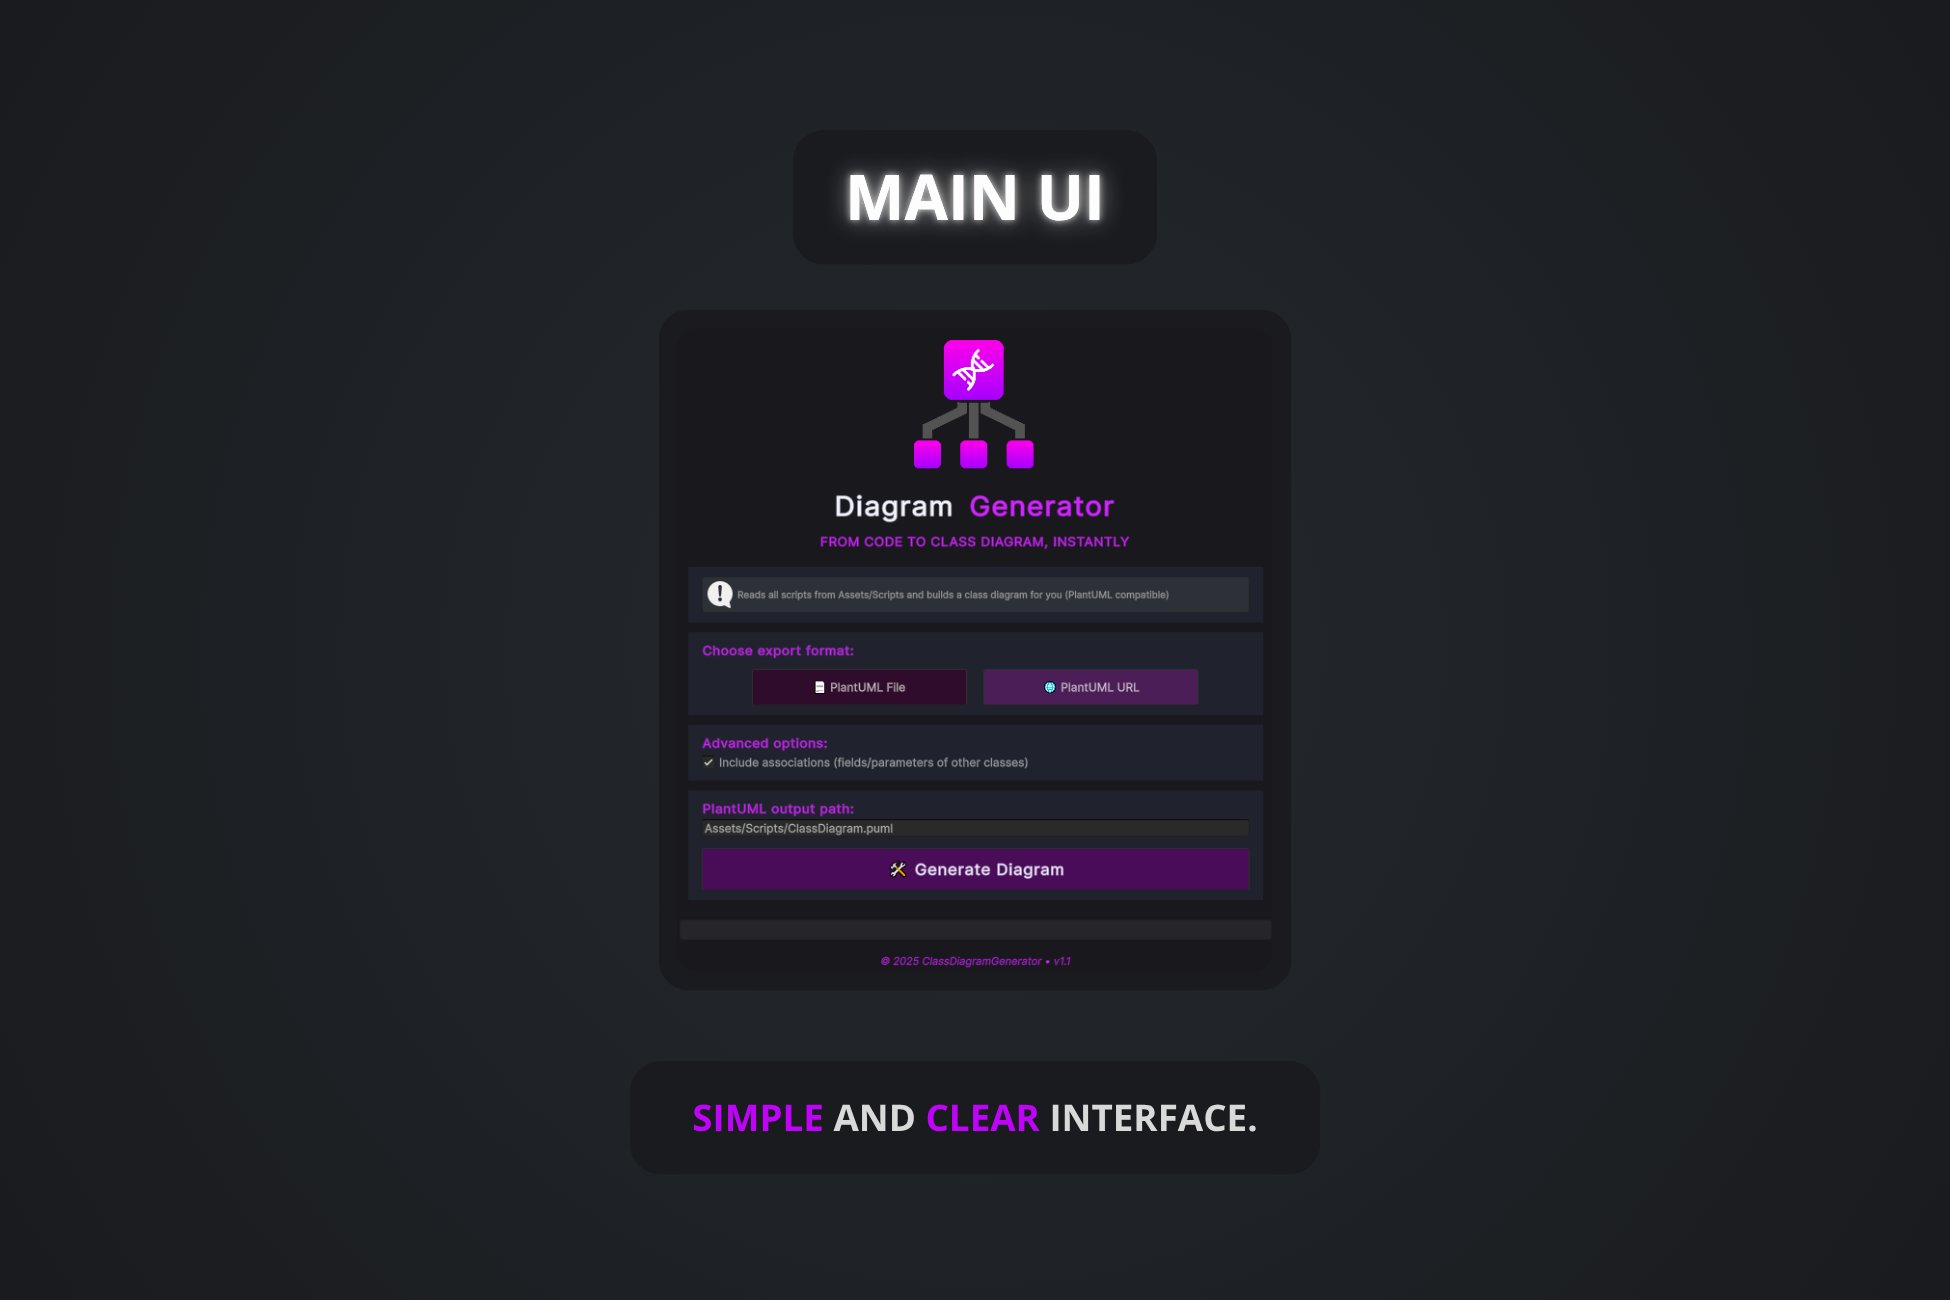 MAIN UI
Diagram Generator
FROM CODE TO CLASS DIAGRAM, INSTANTLY
Reads all scripts from Assets/Scripts and builds a class diagram for you (PlantUML compatible)
Choose export format:
PlantUML File
PlantUML URL
Advanced options:
Include associations (fields/parameters of other classes)
PlantUML output path:
Assets/Scripts/ClassDiagram.puml
Generate Diagram
© 2025 ClassDiagramGenerator • v1.1
SIMPLE AND CLEAR INTERFACE.